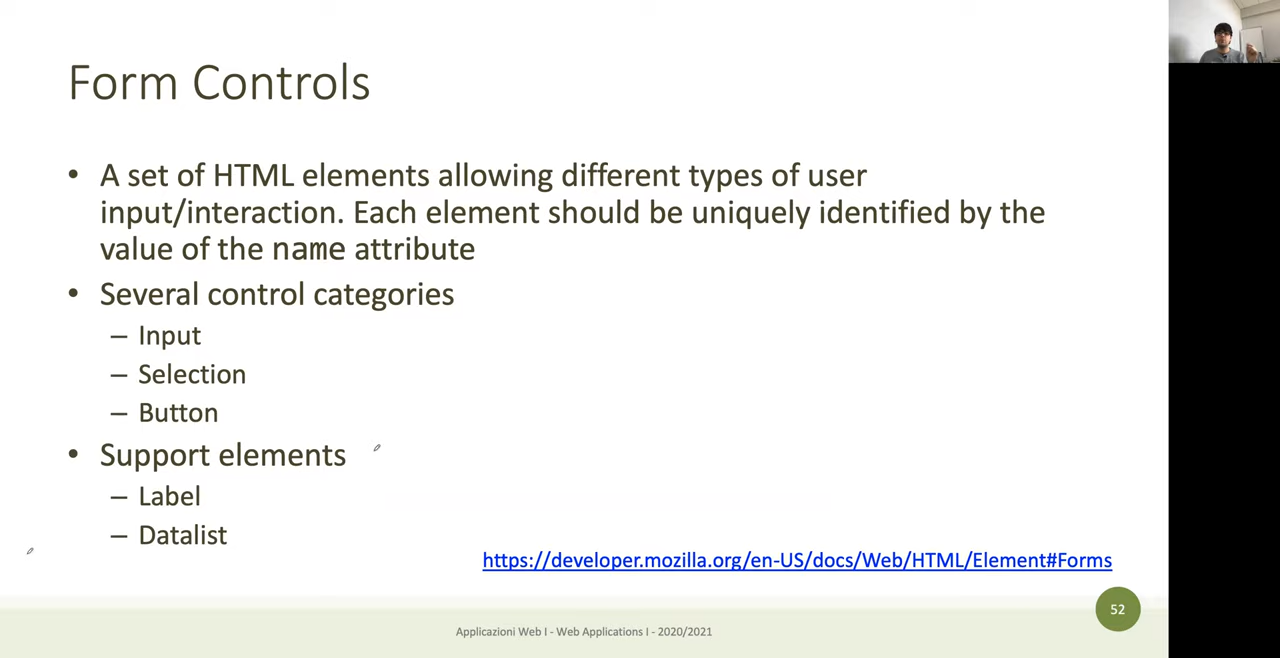 Form Controls
• A set of HTML elements allowing different types of user
input/interaction. Each element should be uniquely identified by the
value of the name attribute
• Several control categories
– Input
– Selection
– Button
• Support elements
– Label
– Datalist
https://developer.mozilla.org/en-US/docs/Web/HTML/Element#Forms
52
Applicazioni Web I - Web Applications I - 2020/2021